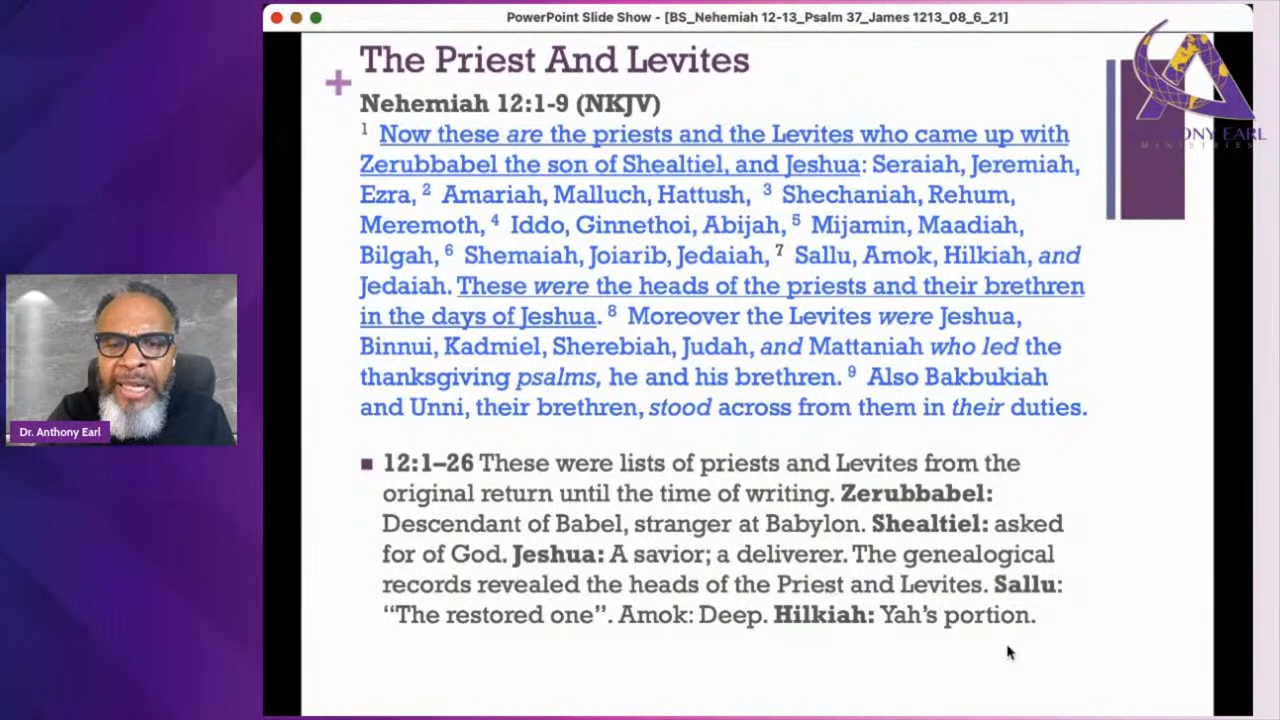 PowerPoint Slide Show - [BS_Nehemiah 12-13_Psalm 37_James 1213_08_6_21]
The Priest And Levites
+
Nehemiah 12:1-9 (NKJV)
1 Now these are the priests and the Levites who came up with
Zerubbabel the son of Shealtiel, and Jeshua: Seraiah, Jeremiah,
Ezra, 2 Amariah, Malluch, Hattush, 3 Shechaniah, Rehum,
Meremoth, 4 Iddo, Ginnethoi, Abijah, 5 Mijamin, Maadiah,
Bilgah, 6 Shemaiah, Joiarib, Jedaiah, 7 Sallu, Amok, Hilkiah, and
Jedaiah. These were the heads of the priests and their brethren
in the days of Jeshua. 8 Moreover the Levites were Jeshua,
Binnui, Kadmiel, Sherebiah, Judah, and Mattaniah who led the
thanksgiving psalms, he and his brethren. 9 Also Bakbukiah
and Unni, their brethren, stood across from them in their duties.
■ 12:1–26 These were lists of priests and Levites from the
original return until the time of writing. Zerubbabel:
Descendant of Babel, stranger at Babylon. Shealtiel: asked
for of God. Jeshua: A savior; a deliverer. The genealogical
records revealed the heads of the Priest and Levites. Sallu:
“The restored one”. Amok: Deep. Hilkiah: Yah’s portion.
ANTHONY EARL
MINISTRIES
Dr. Anthony Earl